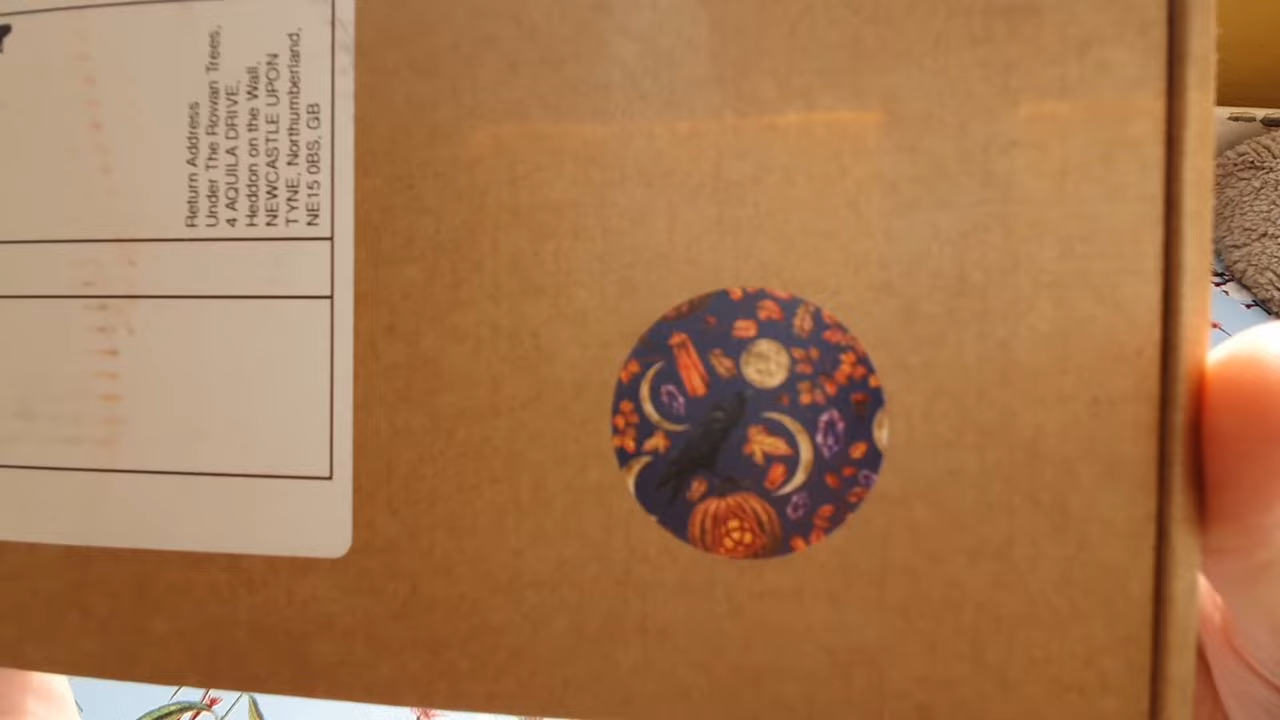 Return Address
Under The Rowan Trees,
4 AQUILA DRIVE,
Heddon on the Wall,
NEWCASTLE UPON
TYNE, Northumberland,
NE15 0BS, GB